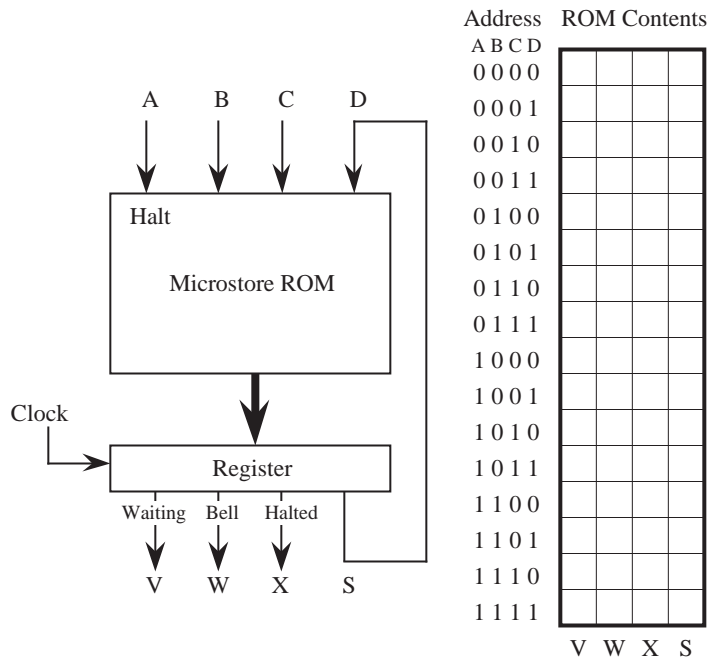 Address ROM Contents
A B C D
0 0 0 0
0 0 0 1
0 0 1 0
0 0 1 1
0 1 0 0
0 1 0 1
0 1 1 0
0 1 1 1
1 0 0 0
1 0 0 1
1 0 1 0
1 0 1 1
1 1 0 0
1 1 0 1
1 1 1 0
1 1 1 1
V W X S
A B C D
Halt
Microstore ROM
Clock
Register
Waiting Bell Halted
V W X S